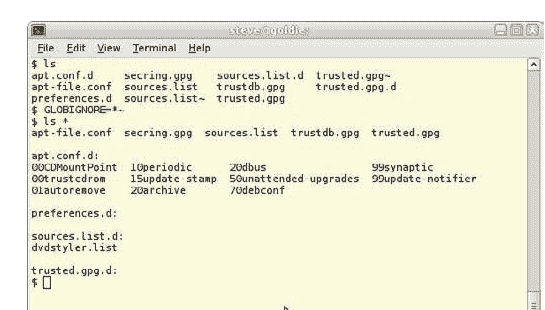 steve@goldie:
File Edit View Terminal Help
$ ls
apt.conf.d secring.gpg sources.list.d trusted.gpg~
apt-file.conf sources.list trustdb.gpg trusted.gpg.d
preferences.d sources.list~ trusted.gpg
$ GLOBIGNORE=*~
$ ls *
apt-file.conf secring.gpg sources.list trustdb.gpg trusted.gpg
apt.conf.d:
00CDMountPoint 10periodic 20dbus 99synaptic
00trustcdrom 15update-stamp 50unattended-upgrades 99update-notifier
01autoremove 20archive 70debconf
preferences.d:
sources.list.d:
dvdstyler.list
trusted.gpg.d:
$